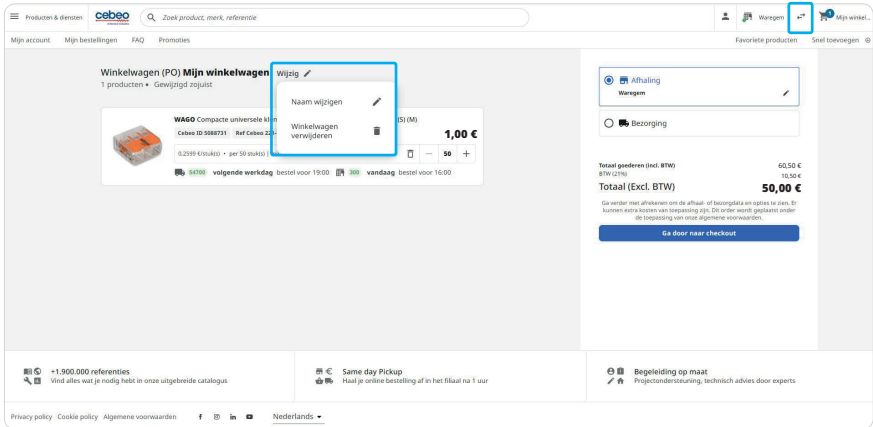 Producten & diensten
cebeo
Zoek product, merk, referentie
Waregem
1
Mijn winkel...
Mijn account Mijn bestellingen FAQ Promoties
Favoriete producten Snel toevoegen
Winkelwagen (PO) Mijn winkelwagen Wijzig
1 producten • Gewijzigd zojuist
Naam wijzigen
Winkelwagen
verwijderen
WAGO Compacte universele (S) (M)
Cebeo ID 5088731 Ref Cebeo
1,00 €
0,2599 €/stuk(s) • per 50 stuk(s)
50
54700 volgende werkdag bestel voor 19:00 300 vandaag bestel voor 16:00
Afhaling
Waregem
Bezorging
Totaal goederen (incl. BTW) 60,50 €
BTW (21%) 10,50 €
Totaal (Excl. BTW) 50,00 €
Ga verder met afrekenen om de afhaal- of bezorgdata en opties te zien. Er
kunnen extra kosten van toepassing zijn. Dit order wordt geplaatst onder
de toepassing van onze algemene voorwaarden.
Ga door naar checkout
+1.900.000 referenties
Vind alles wat je nodig hebt in onze uitgebreide catalogus
Same day Pickup
Haal je online bestelling af in het filiaal na 1 uur
Begeleiding op maat
Projectondersteuning, technisch advies door experts
Privacy policy Cookie policy Algemene voorwaarden
Nederlands